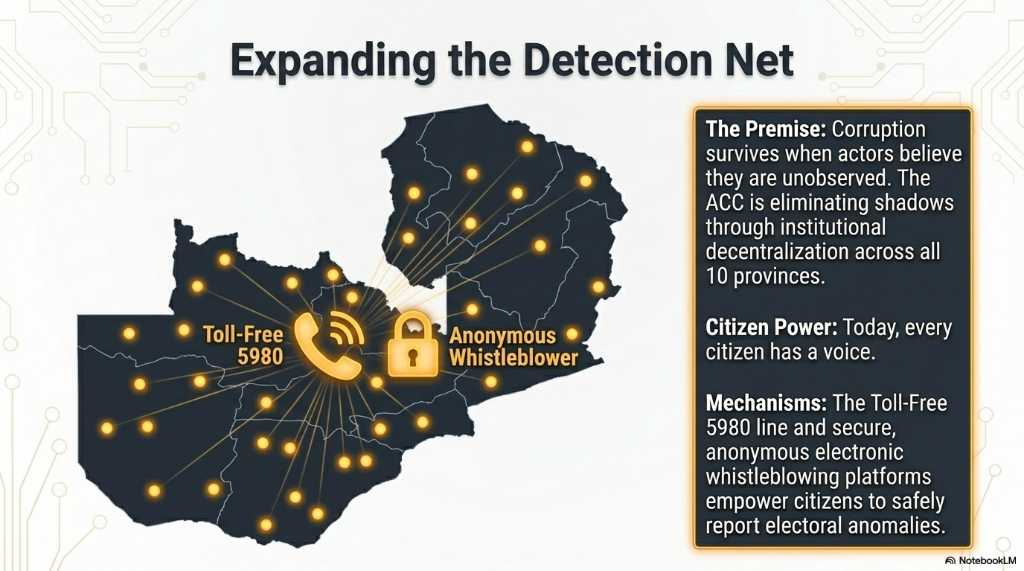 Expanding the Detection Net
Toll-Free
5980
Anonymous
Whistleblower
The Premise: Corruption
survives when actors believe
they are unobserved. The
ACC is eliminating shadows
through institutional
decentralization across all
10 provinces.
Citizen Power: Today, every
citizen has a voice.
Mechanisms: The Toll-Free
5980 line and secure,
anonymous electronic
whistleblowing platforms
empower citizens to safely
report electoral anomalies.
NotebookLM